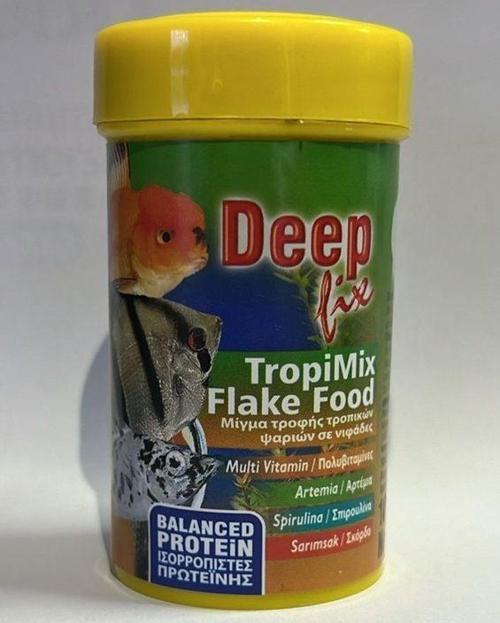 Deep
fix
TropiMix
Flake Food
Μίγμα τροφής τροπικών
ψαριών σε νιφάδες
Multi Vitamin / Πολυβιταμίνες
Artemia / Αρτέμια
Spirulina / Σπιρουλίνα
Sarımsak / Σκόρδο
BALANCED
PROTEİN
ΙΣΟΡΡΟΠΙΣΤΕΣ
ΠΡΩΤΕΪΝΗΣ